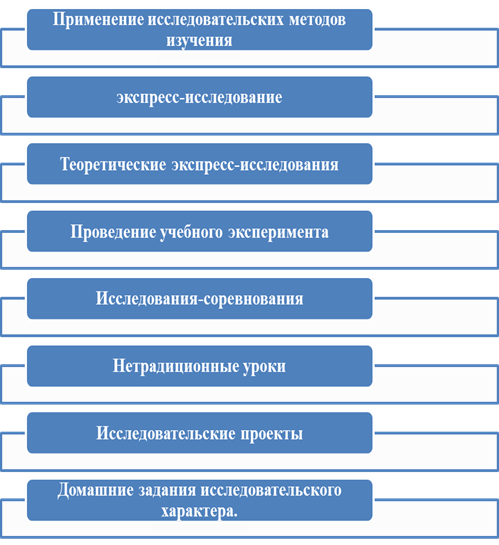 Применение исследовательских методов
изучения
экспресс-исследование
Теоретические экспресс-исследования
Проведение учебного эксперимента
Исследования-соревнования
Нетрадиционные уроки
Исследовательские проекты
Домашние задания исследовательского
характера.